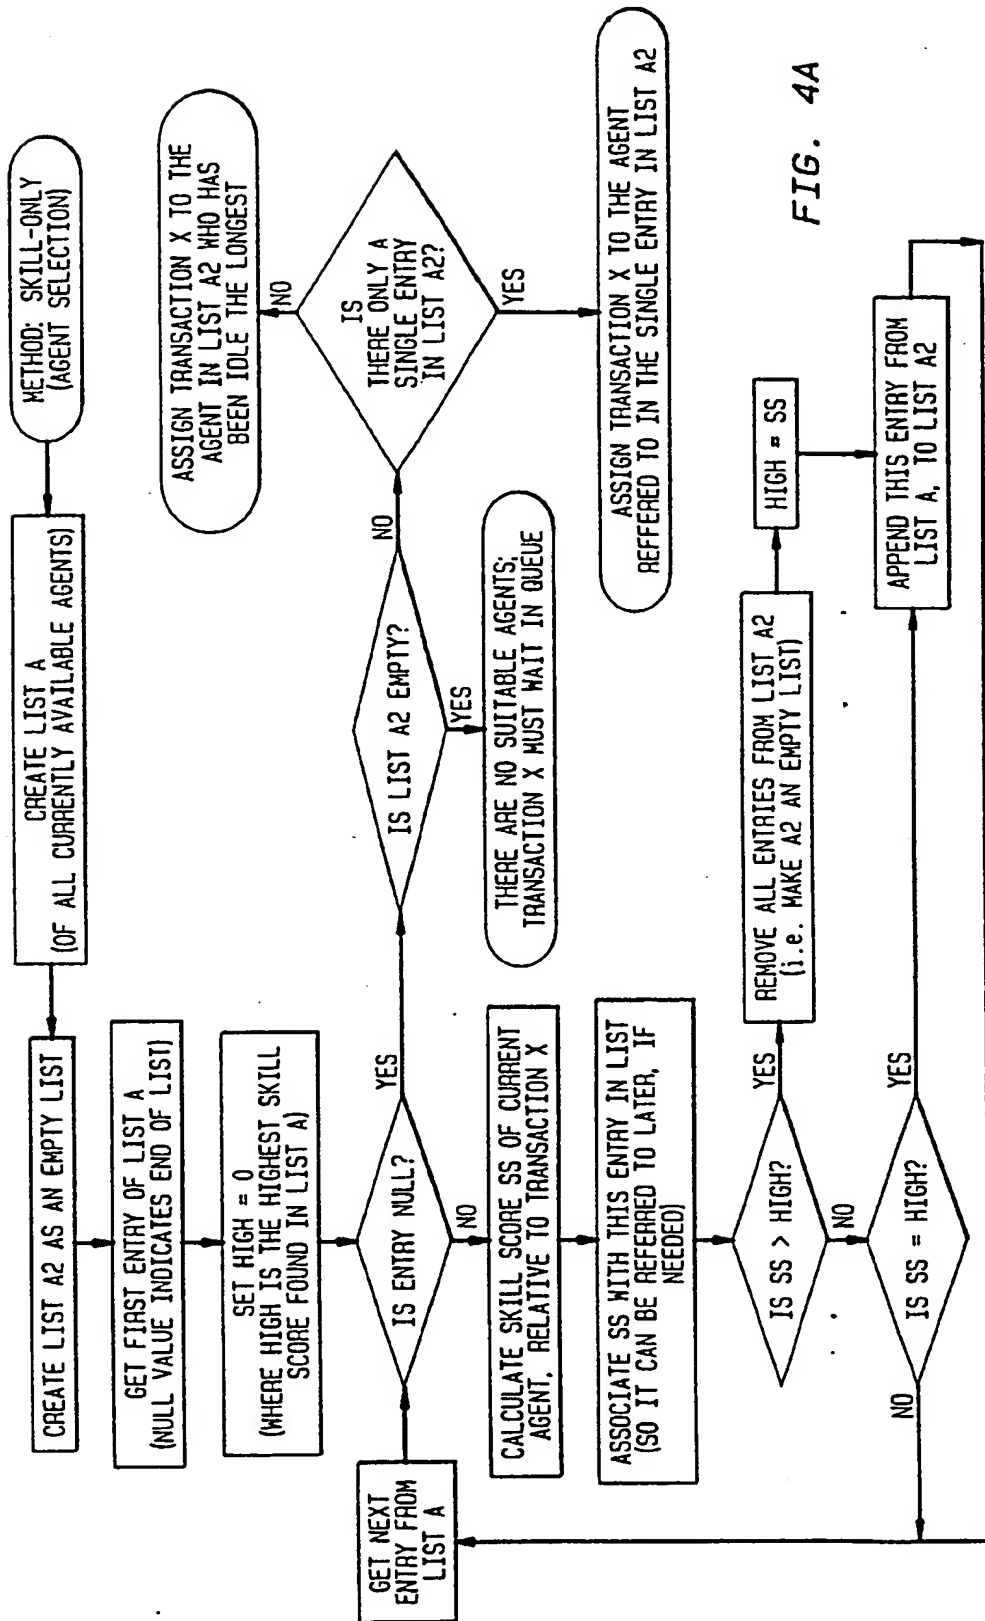 METHOD: SKILL-ONLY
(AGENT SELECTION)
CREATE LIST A
(OF ALL CURRENTLY AVAILABLE AGENTS)
CREATE LIST A2 AS AN EMPTY LIST
GET FIRST ENTRY OF LIST A
(NULL VALUE INDICATES END OF LIST)
SET HIGH = 0
(WHERE HIGH IS THE HIGHEST SKILL
SCORE FOUND IN LIST A)
GET NEXT
ENTRY FROM
LIST A
IS ENTRY NULL?
YES
NO
IS LIST A2 EMPTY?
NO
YES
THERE ARE NO SUITABLE AGENTS;
TRANSACTION X MUST WAIT IN QUEUE
IS
THERE ONLY A
SINGLE ENTRY
IN LIST A2?
NO
YES
ASSIGN TRANSACTION X TO THE
AGENT IN LIST A2 WHO HAS
BEEN IDLE THE LONGEST
ASSIGN TRANSACTION X TO THE AGENT
REFFERED TO IN THE SINGLE ENTRY IN LIST A2
CALCULATE SKILL SCORE SS OF CURRENT
AGENT, RELATIVE TO TRANSACTION X
ASSOCIATE SS WITH THIS ENTRY IN LIST
(SO IT CAN BE REFERRED TO LATER, IF
NEEDED)
IS SS > HIGH?
YES
NO
REMOVE ALL ENTRIES FROM LIST A2
(i.e. MAKE A2 AN EMPTY LIST)
HIGH = SS
IS SS = HIGH?
YES
NO
APPEND THIS ENTRY FROM
LIST A, TO LIST A2
FIG. 4A